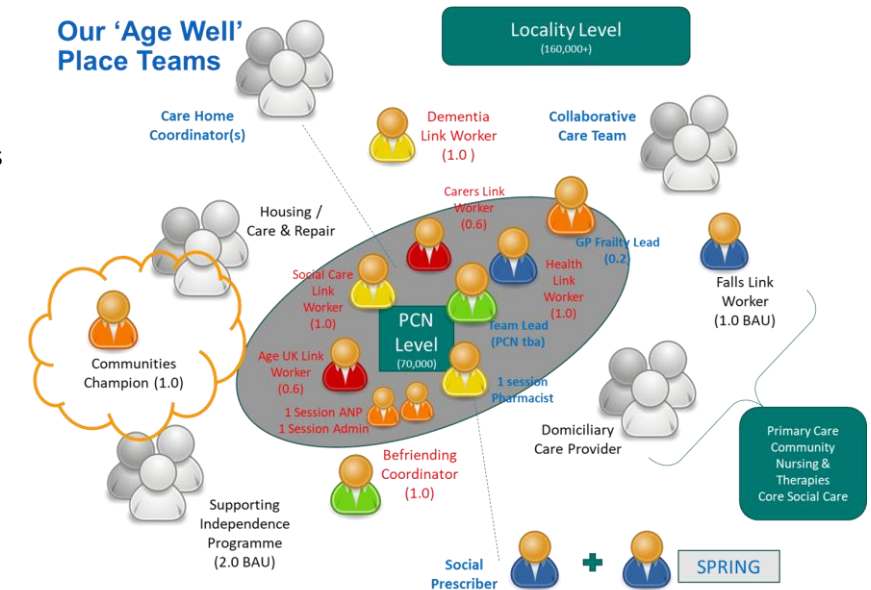 Our ‘Age Well’
Place Teams
Locality Level
(160,000+)
Care Home
Coordinator(s)
Dementia
Link Worker
(1.0 )
Collaborative
Care Team
s
Housing /
Care & Repair
Carers Link
Worker
(0.6)
GP Frailty Lead
(0.2)
Social Care
Link
Worker
(1.0)
Health
Link
Worker
(1.0)
Falls Link
Worker
(1.0 BAU)
PCN
Level
(70,000)
Team Lead
(PCN tba)
Communities
Champion (1.0)
Age UK Link
Worker
(0.6)
1 session
Pharmacist
1 Session ANP
1 Session Admin
Domiciliary
Care Provider
Primary Care
Community
Nursing &
Therapies
Core Social Care
Befriending
Coordinator
(1.0)
Supporting
Independence
Programme
(2.0 BAU)
Social
Prescriber
SPRING